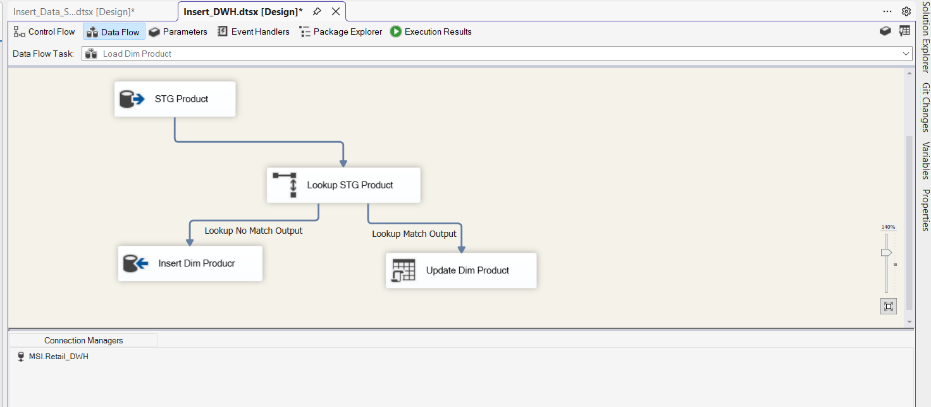 Insert_Data_S...dtsx [Design]* Insert_DWH.dtsx [Design]*
Control Flow Data Flow Parameters Event Handlers Package Explorer Execution Results
Data Flow Task: Load Dim Product
STG Product
Lookup STG Product
Lookup No Match Output
Lookup Match Output
Insert Dim Producr
Update Dim Product
140%
Connection Managers
MSI.Retail_DWH
Solution Explorer
Git Changes
Variables
Properties